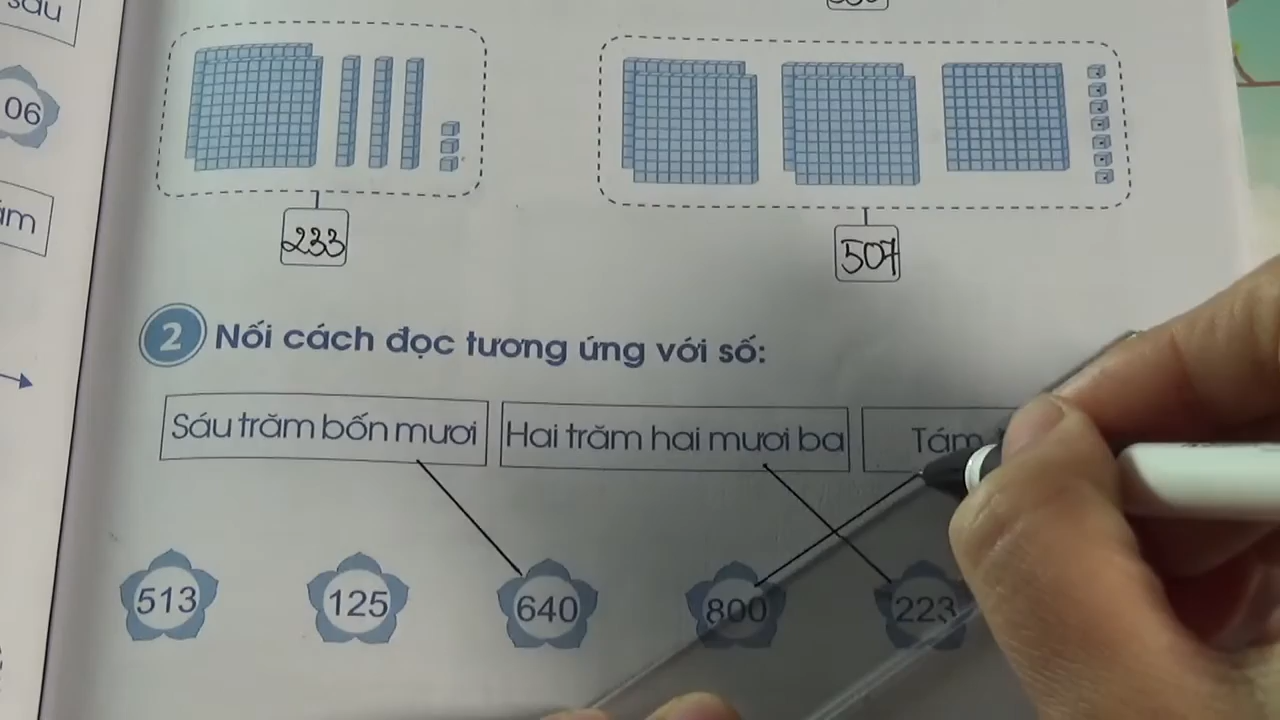 06
233
507
2 Nối cách đọc tương ứng với số:
Sáu trăm bốn mươi
Hai trăm hai mươi ba
Tám
513
125
640
800
223